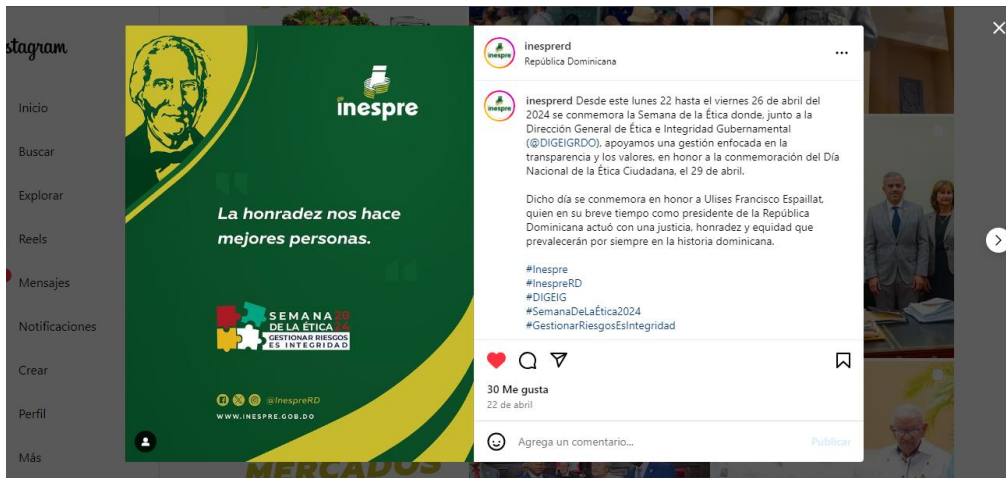 stagram
Inicio
Buscar
Explorar
Reels
Mensajes
Notificaciones
Crear
Perfil
Más
inespre
La honradez nos hace
mejores personas.
SEMANA 20
DE LA ÉTICA 24
GESTIONAR RIESGOS
ES INTEGRIDAD
@InespreRD
WWW.INESPRE.GOB.DO
MERCADOS
inespre
inesprerd
República Dominicana
inespre
inesprerd Desde este lunes 22 hasta el viernes 26 de abril del
2024 se conmemora la Semana de la Ética donde, junto a la
Dirección General de Ética e Integridad Gubernamental
(@DIGEIGRDO), apoyamos una gestión enfocada en la
transparencia y los valores, en honor a la conmemoración del Día
Nacional de la Ética Ciudadana, el 29 de abril.
Dicho día se conmemora en honor a Ulises Francisco Espaillat,
quien en su breve tiempo como presidente de la República
Dominicana actuó con una justicia, honradez y equidad que
prevalecerán por siempre en la historia dominicana.
#Inespre
#InespreRD
#DIGEIG
#SemanaDeLaÉtica2024
#GestionarRiesgosEsIntegridad
30 Me gusta
22 de abril
Agrega un comentario...
Publicar